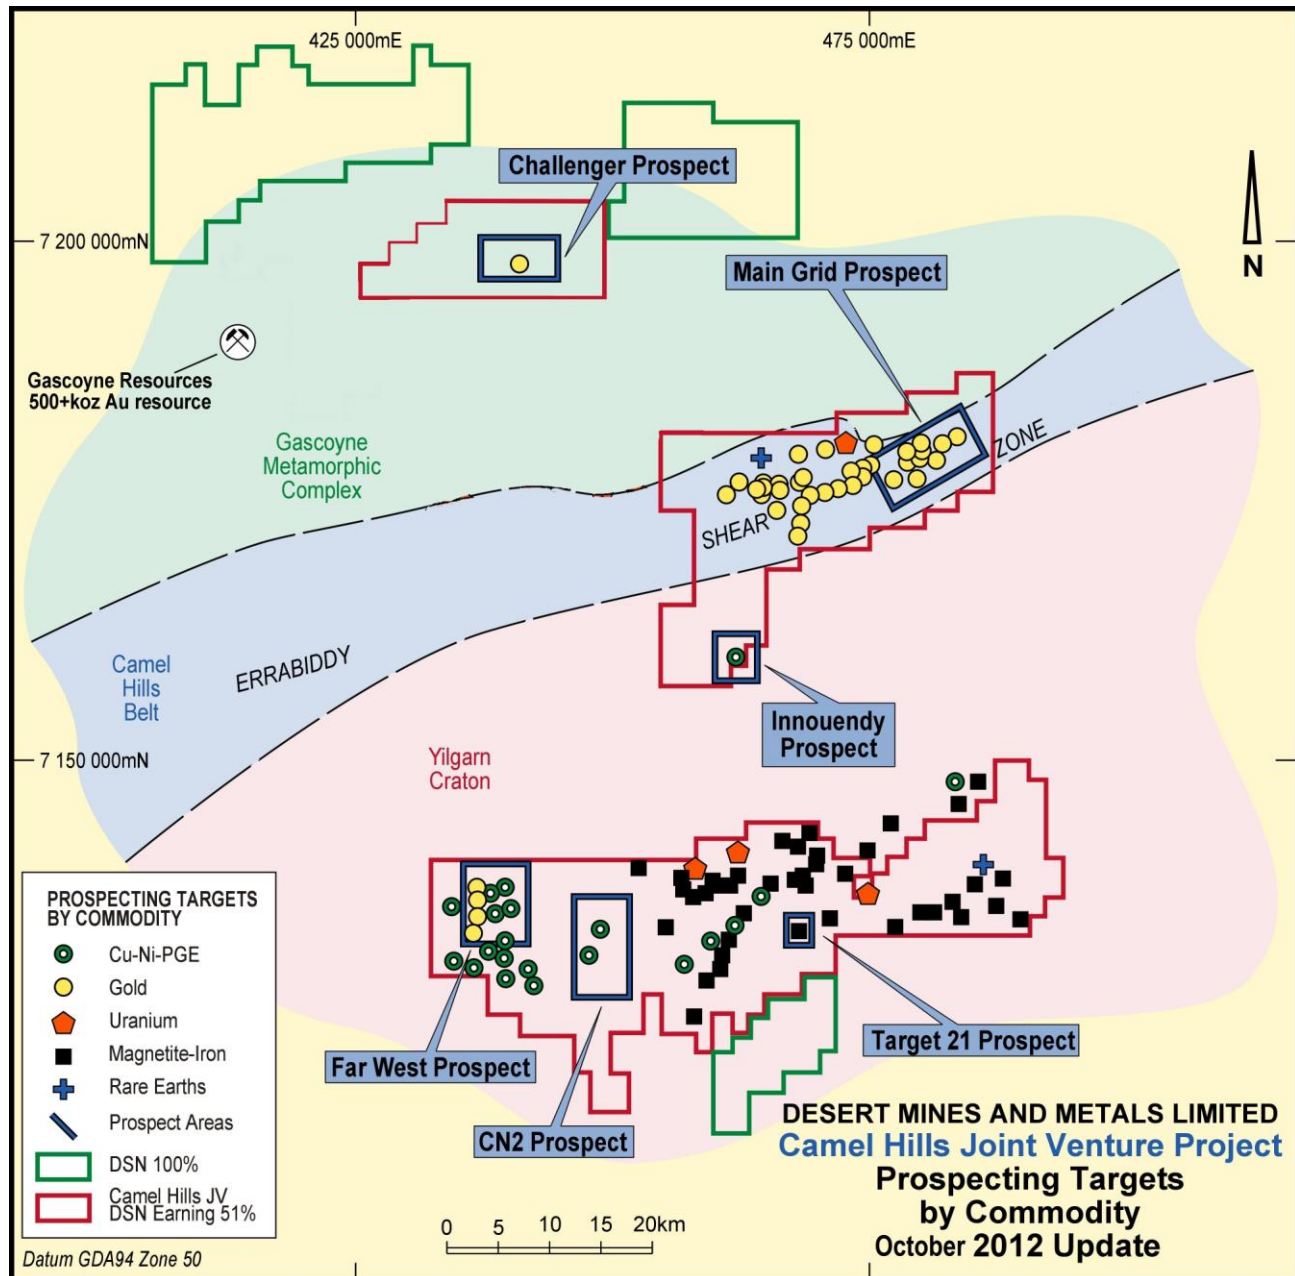 425 000mE
475 000mE
Challenger Prospect
7 200 000mN
N
Main Grid Prospect
Gascoyne Resources
500+koz Au resource
Gascoyne
Metamorphic
Complex
ZONE
SHEAR
ERRABIDDY
Camel
Hills
Belt
Innouendy
Prospect
7 150 000mN
Yilgarn
Craton
PROSPECTING TARGETS
BY COMMODITY
Cu-Ni-PGE
Gold
Uranium
Magnetite-Iron
Rare Earths
Prospect Areas
DSN 100%
Camel Hills JV
DSN Earning 51%
Datum GDA94 Zone 50
Far West Prospect
CN2 Prospect
Target 21 Prospect
0 5 10 15 20km
DESERT MINES AND METALS LIMITED
Camel Hills Joint Venture Project
Prospecting Targets
by Commodity
October 2012 Update